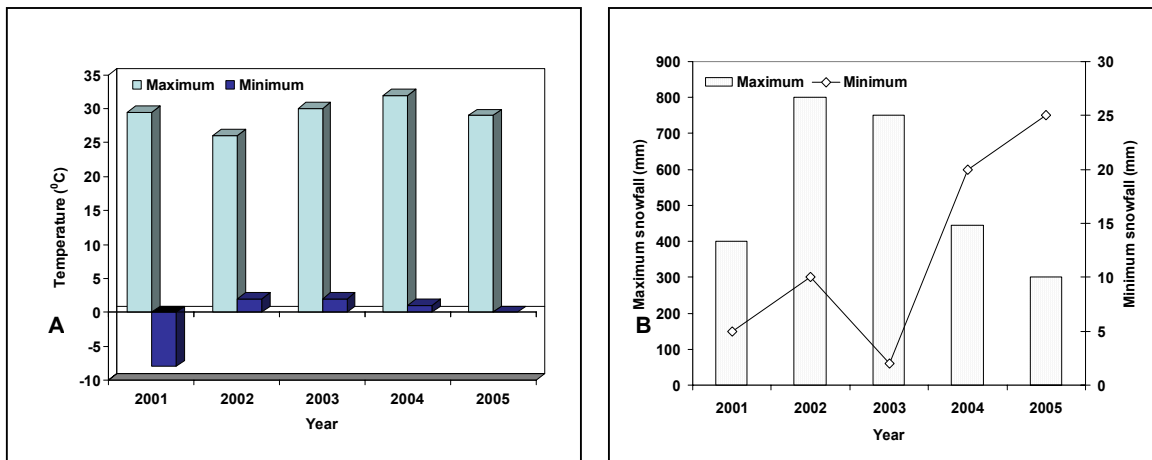 Maximum Minimum
35
30
25
20
15
10
5
0
-5
-10
Temperature (⁰C)
A
2001 2002 2003 2004 2005
Year
Maximum Minimum
900
800
700
600
500
400
300
200
100
0
Maximum snowfall (mm)
30
25
20
15
10
5
0
Minimum snowfall (mm)
B
2001 2002 2003 2004 2005
Year